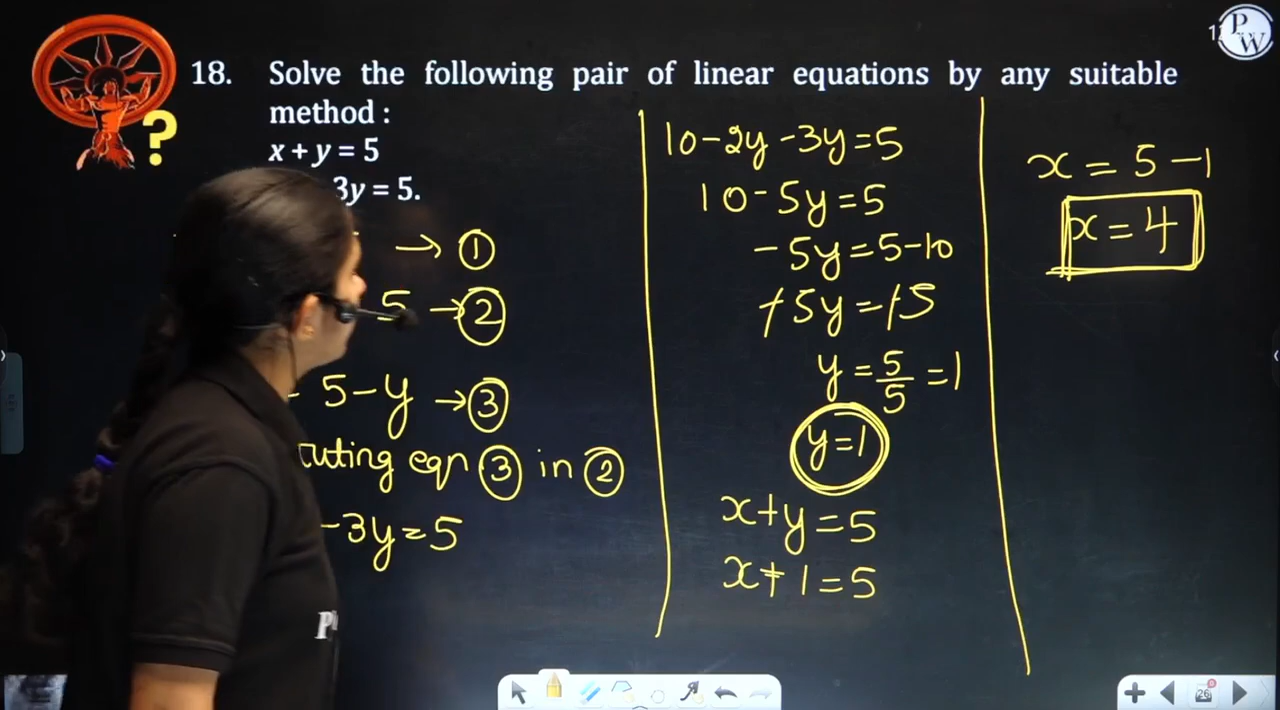 18. Solve the following pair of linear equations by any suitable
method :
x + y = 5
3y = 5.
→ ①
5 → ②
5 - y → ③
eqn ③ in ②
-3y = 5
10 - 2y - 3y = 5
10 - 5y = 5
- 5y = 5 - 10
+5y = +5
y = 5/5 = 1
y = 1
x + y = 5
x + 1 = 5
x = 5 - 1
x = 4
PW
26